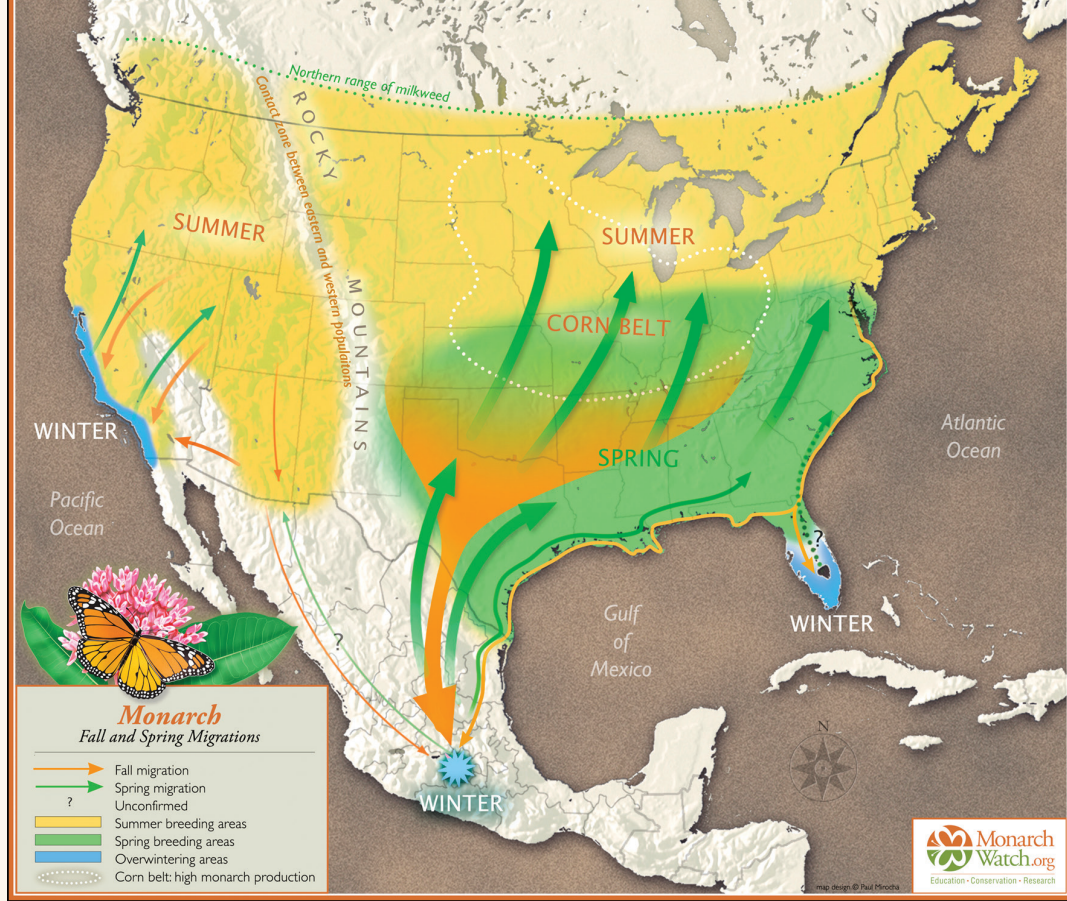 Northern range of milkweed
Contact zone between eastern and western populaitons
ROCKY
MOUNTAINS
SUMMER
SUMMER
CORN BELT
WINTER
SPRING
Atlantic
Ocean
Pacific
Ocean
?
WINTER
Gulf
of
Mexico
?
WINTER
N
Monarch
Fall and Spring Migrations
Fall migration
Spring migration
? Unconfirmed
Summer breeding areas
Spring breeding areas
Overwintering areas
Corn belt: high monarch production
Monarch
Watch.org
Education • Conservation • Research
map design © Paul Mirocha